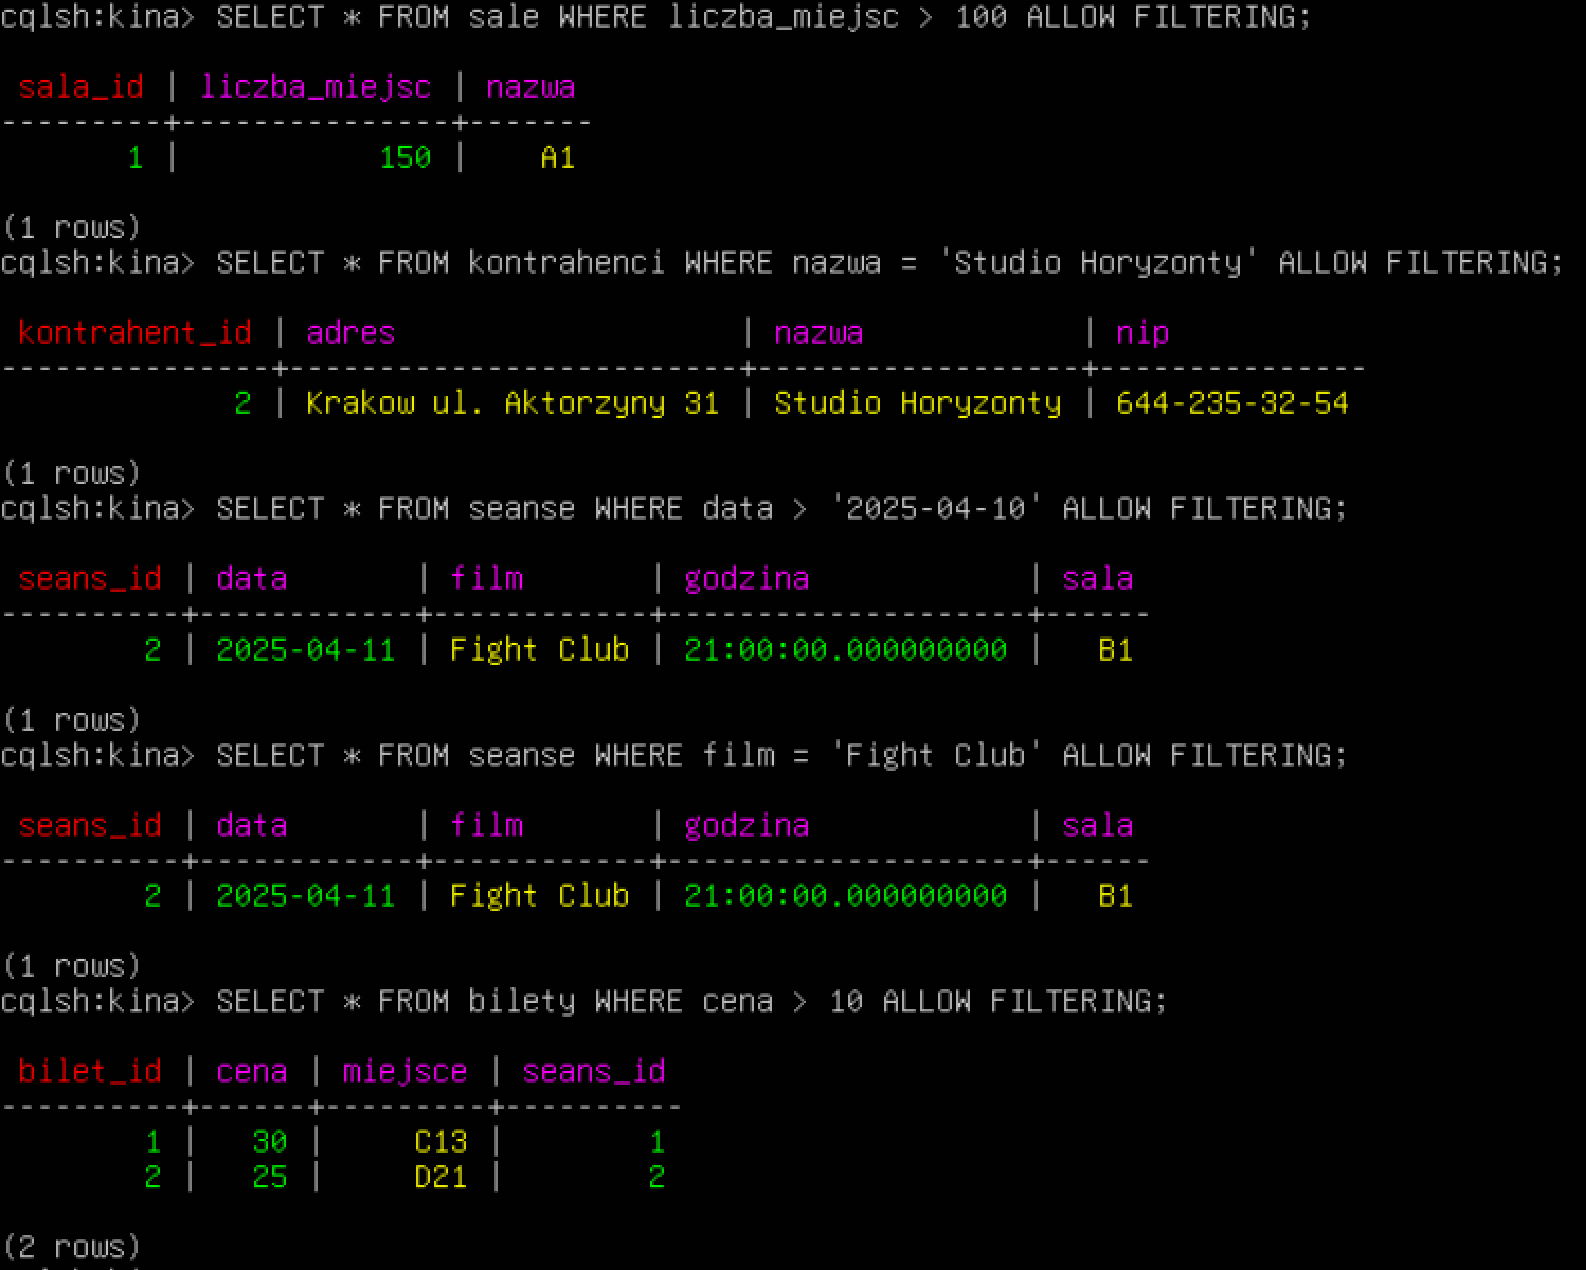 cqlsh:kina> SELECT * FROM sale WHERE liczba_miejsc > 100 ALLOW FILTERING;
sala_id | liczba_miejsc | nazwa
---------+---------------+-------
1 | 150 | A1
(1 rows)
cqlsh:kina> SELECT * FROM kontrahenci WHERE nazwa = 'Studio Horyzonty' ALLOW FILTERING;
kontrahent_id | adres | nazwa | nip
---------------+-------------------------+------------------+---------------
2 | Krakow ul. Aktorzyny 31 | Studio Horyzonty | 644-235-32-54
(1 rows)
cqlsh:kina> SELECT * FROM seanse WHERE data > '2025-04-10' ALLOW FILTERING;
seans_id | data | film | godzina | sala
----------+------------+------------+--------------------+------
2 | 2025-04-11 | Fight Club | 21:00:00.000000000 | B1
(1 rows)
cqlsh:kina> SELECT * FROM seanse WHERE film = 'Fight Club' ALLOW FILTERING;
seans_id | data | film | godzina | sala
----------+------------+------------+--------------------+------
2 | 2025-04-11 | Fight Club | 21:00:00.000000000 | B1
(1 rows)
cqlsh:kina> SELECT * FROM bilety WHERE cena > 10 ALLOW FILTERING;
bilet_id | cena | miejsce | seans_id
----------+------+---------+----------
1 | 30 | C13 | 1
2 | 25 | D21 | 2
(2 rows)